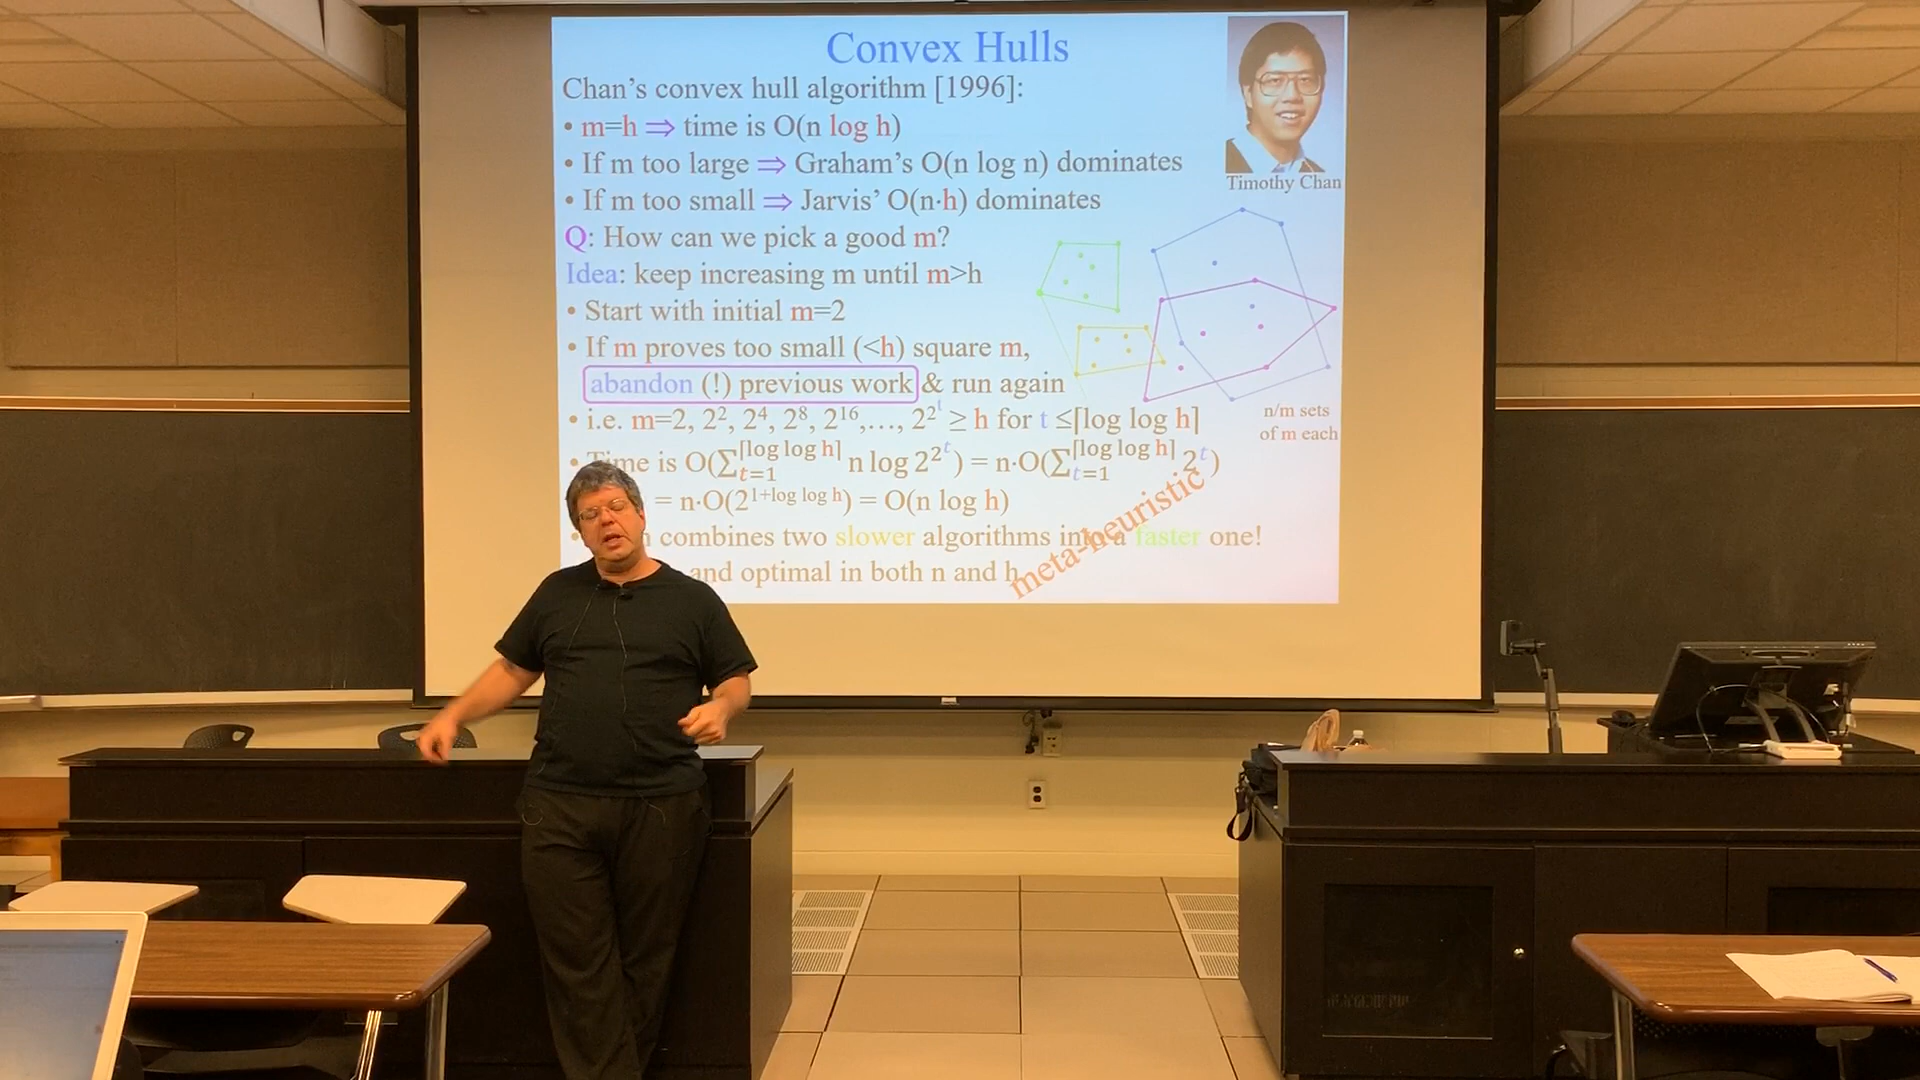 Convex Hulls
Chan’s convex hull algorithm [1996]:
• m=h ⇒ time is O(n log h)
• If m too large ⇒ Graham’s O(n log n) dominates
• If m too small ⇒ Jarvis’ O(n·h) dominates
Timothy Chan
Q: How can we pick a good m?
Idea: keep increasing m until m>h
• Start with initial m=2
• If m proves too small (<h) square m,
abandon (!) previous work & run again
• i.e. m=2, 2², 2⁴, 2⁸, 2¹⁶,…, 2^2^t ≥ h for t ≤⌈log log h⌉
n/m sets
of m each
• Time is O(∑_{t=1}^{⌈log log h⌉} n log 2^2^t) = n·O(∑_{t=1}^{⌈log log h⌉} 2^t)
= n·O(2^{1+log log h}) = O(n log h)
combines two slower algorithms into a faster one!
and optimal in both n and h
meta-heuristic